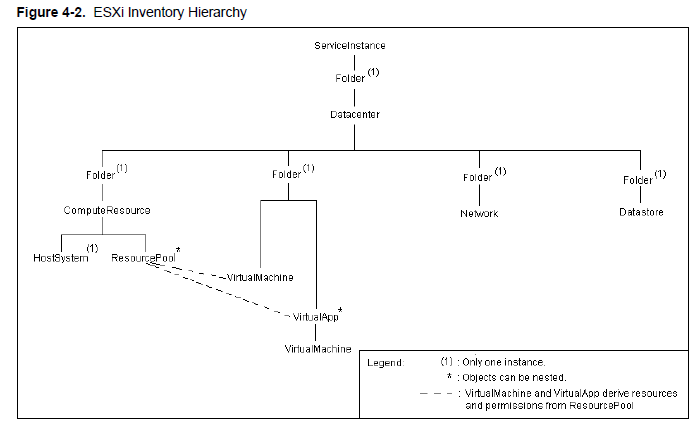 Figure 4-2. ESXi Inventory Hierarchy
ServiceInstance
Folder (1)
Datacenter
Folder (1) Folder (1) Folder (1) Folder (1)
ComputeResource Network Datastore
HostSystem (1) ResourcePool *
VirtualMachine
VirtualApp *
VirtualMachine
Legend: (1) : Only one instance.
* : Objects can be nested.
: VirtualMachine and VirtualApp derive resources
and permissions from ResourcePool